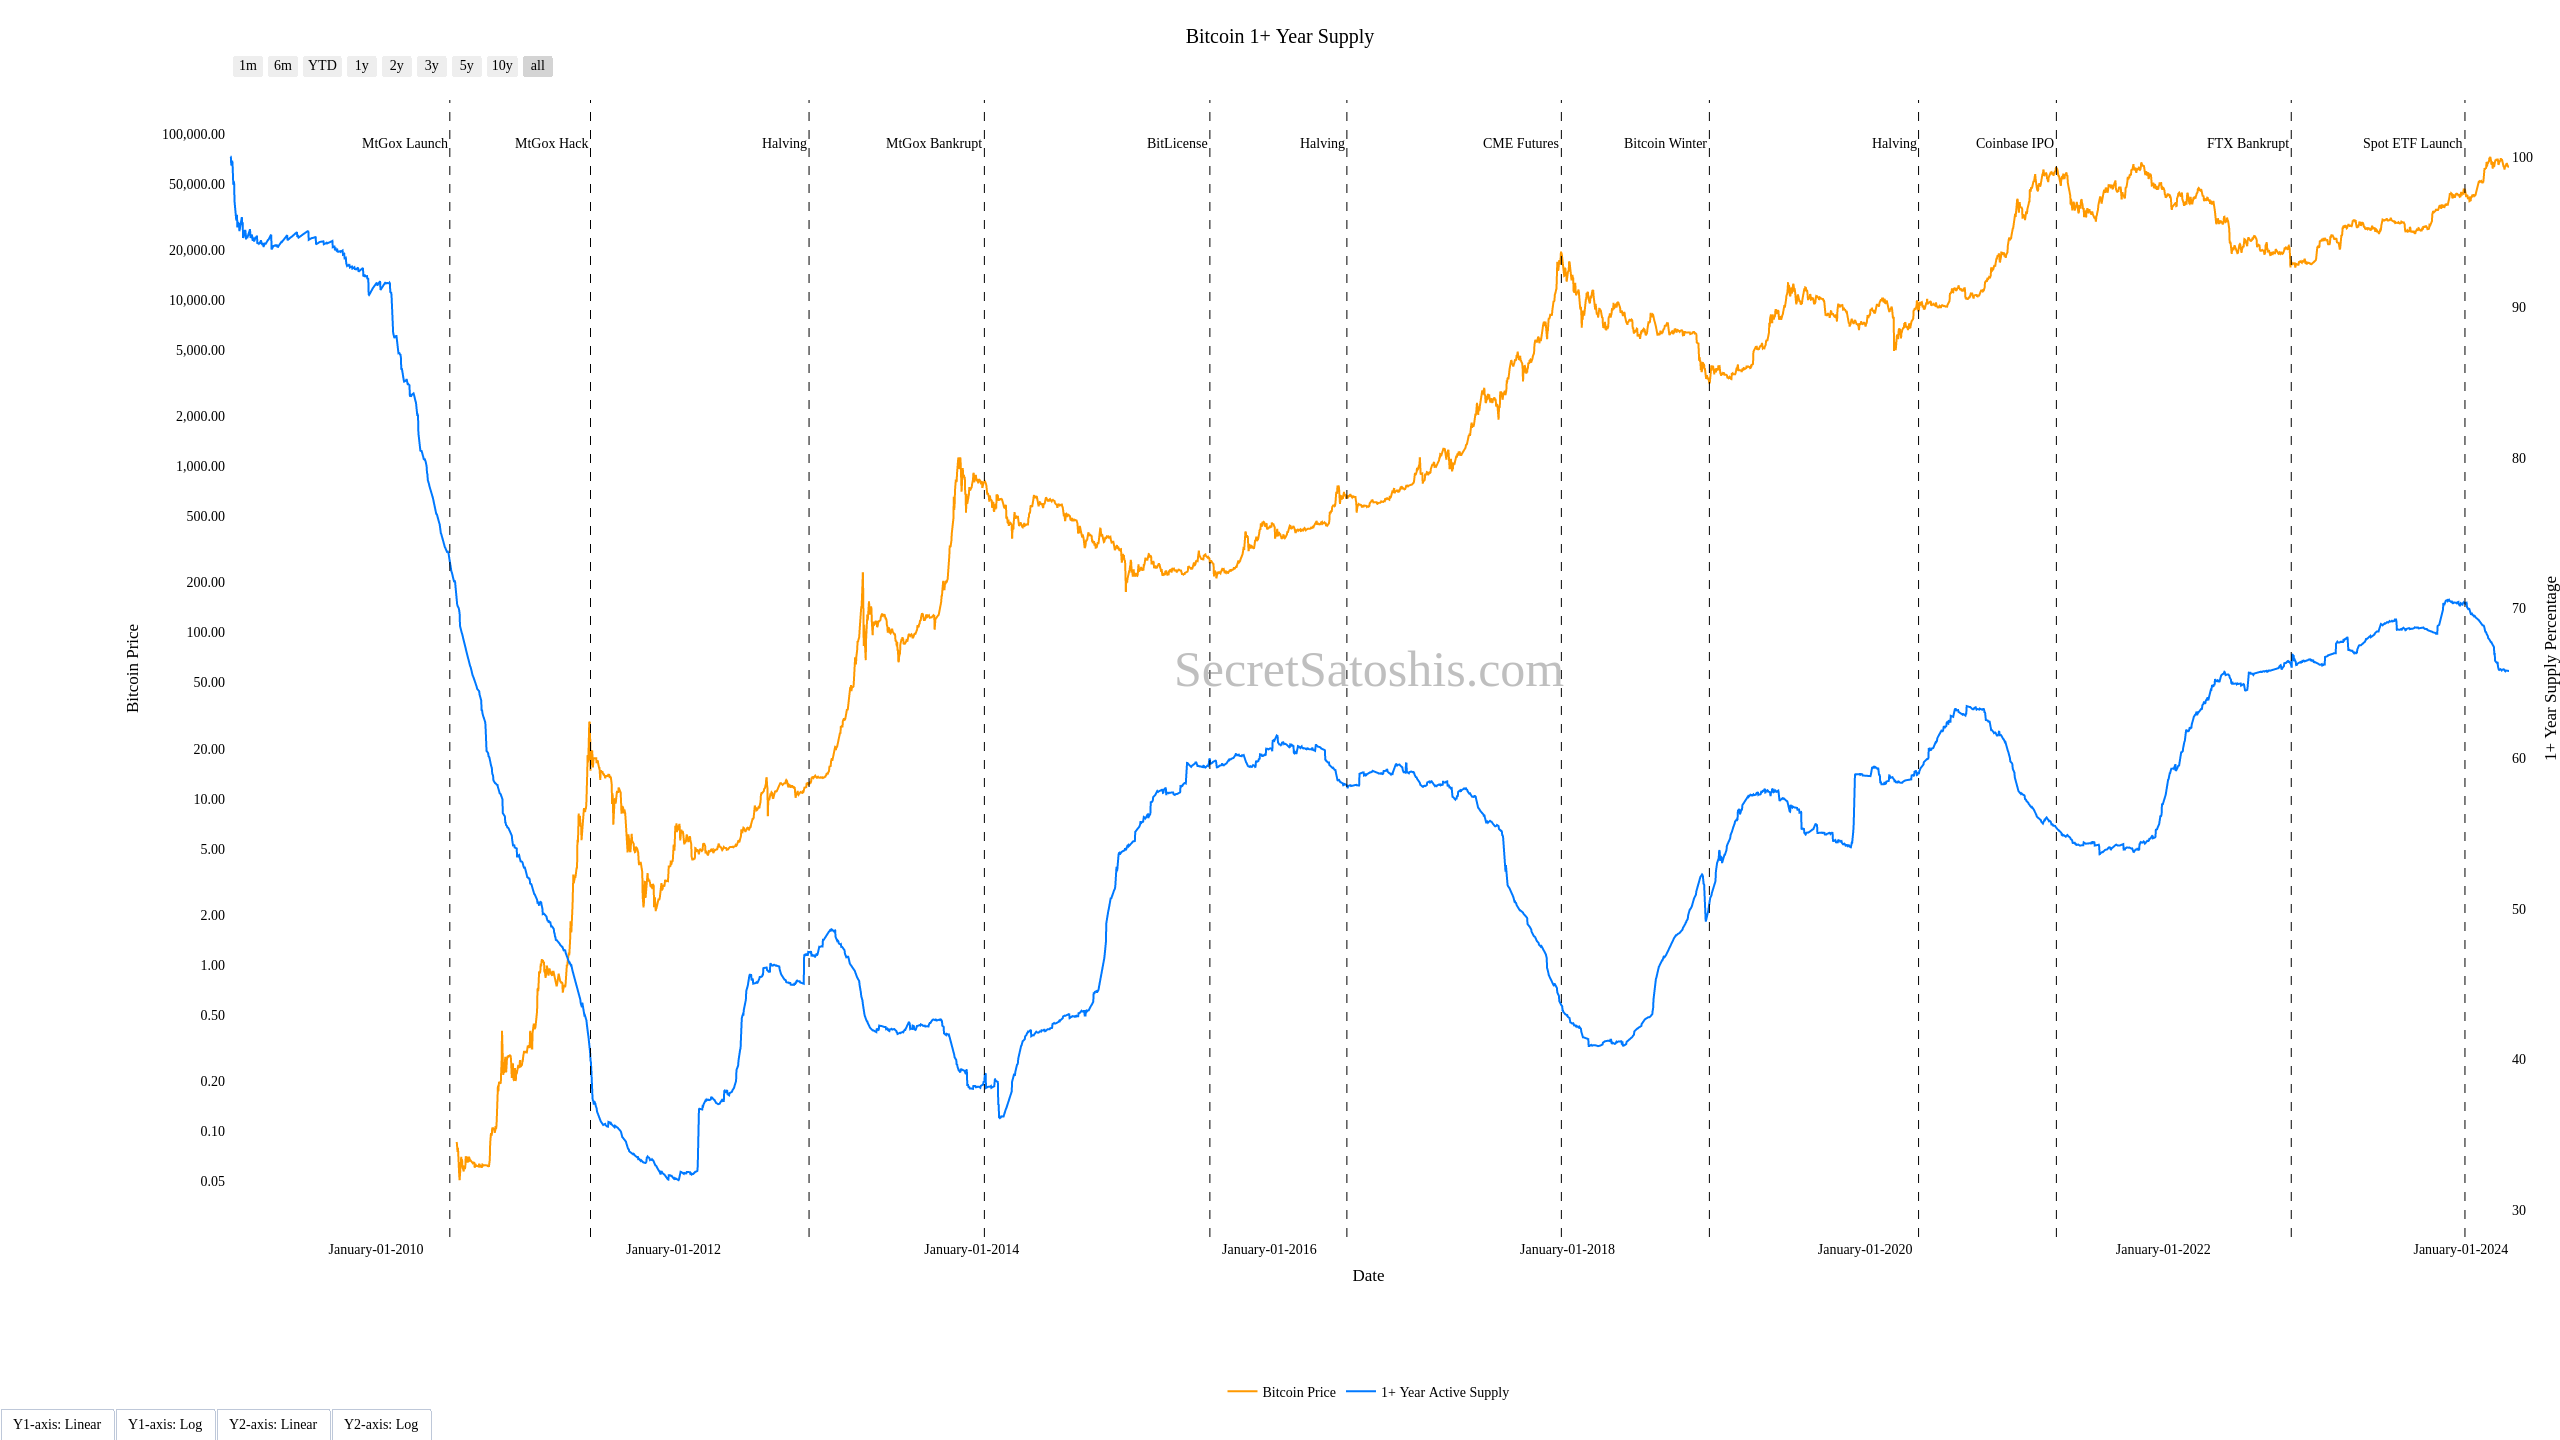 Bitcoin 1+ Year Supply
1m 6m YTD 1y 2y 3y 5y 10y all
MtGox Launch MtGox Hack Halving MtGox Bankrupt BitLicense Halving CME Futures Bitcoin Winter Halving Coinbase IPO FTX Bankrupt Spot ETF Launch
100,000.00
50,000.00
20,000.00
10,000.00
5,000.00
2,000.00
1,000.00
500.00
200.00
100.00
50.00
20.00
10.00
5.00
2.00
1.00
0.50
0.20
0.10
0.05
Bitcoin Price
SecretSatoshis.com
100
90
80
70
60
50
40
30
1+ Year Supply Percentage
January-01-2010 January-01-2012 January-01-2014 January-01-2016 January-01-2018 January-01-2020 January-01-2022 January-01-2024
Date
Bitcoin Price 1+ Year Active Supply
Y1-axis: Linear Y1-axis: Log Y2-axis: Linear Y2-axis: Log